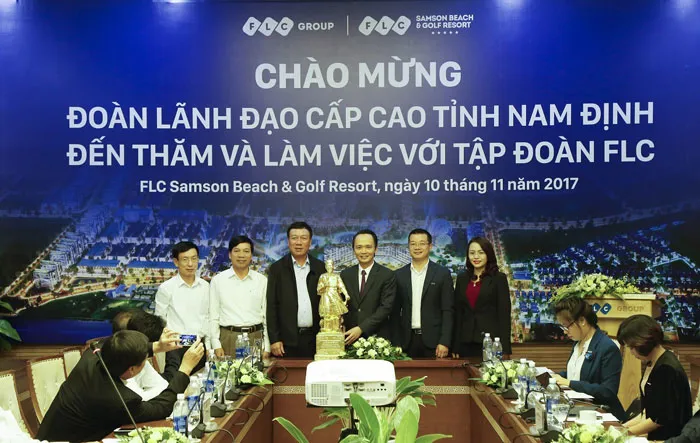 FLC GROUP
FLC SAMSON BEACH
& GOLF RESORT
CHÀO MỪNG
ĐOÀN LÃNH ĐẠO CẤP CAO TỈNH NAM ĐỊNH
ĐẾN THĂM VÀ LÀM VIỆC VỚI TẬP ĐOÀN FLC
FLC Samson Beach & Golf Resort, ngày 10 tháng 11 năm 2017
FLC GROUP